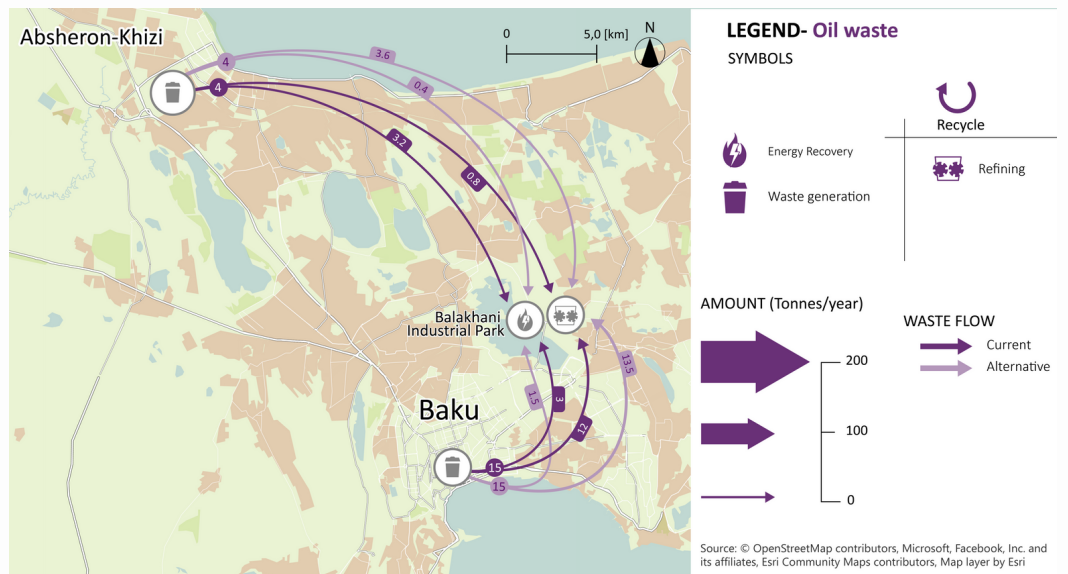 Absheron-Khizi
0
5,0 [km]
N
4
3.6
0.4
4
3.2
0.8
Balakhani
Industrial Park
13.5
1.5
3
12
Baku
15
15
LEGEND- Oil waste
SYMBOLS
Recycle
Energy Recovery
Refining
Waste generation
AMOUNT (Tonnes/year)
200
100
0
WASTE FLOW
Current
Alternative
Source: © OpenStreetMap contributors, Microsoft, Facebook, Inc. and
its affiliates, Esri Community Maps contributors, Map layer by Esri